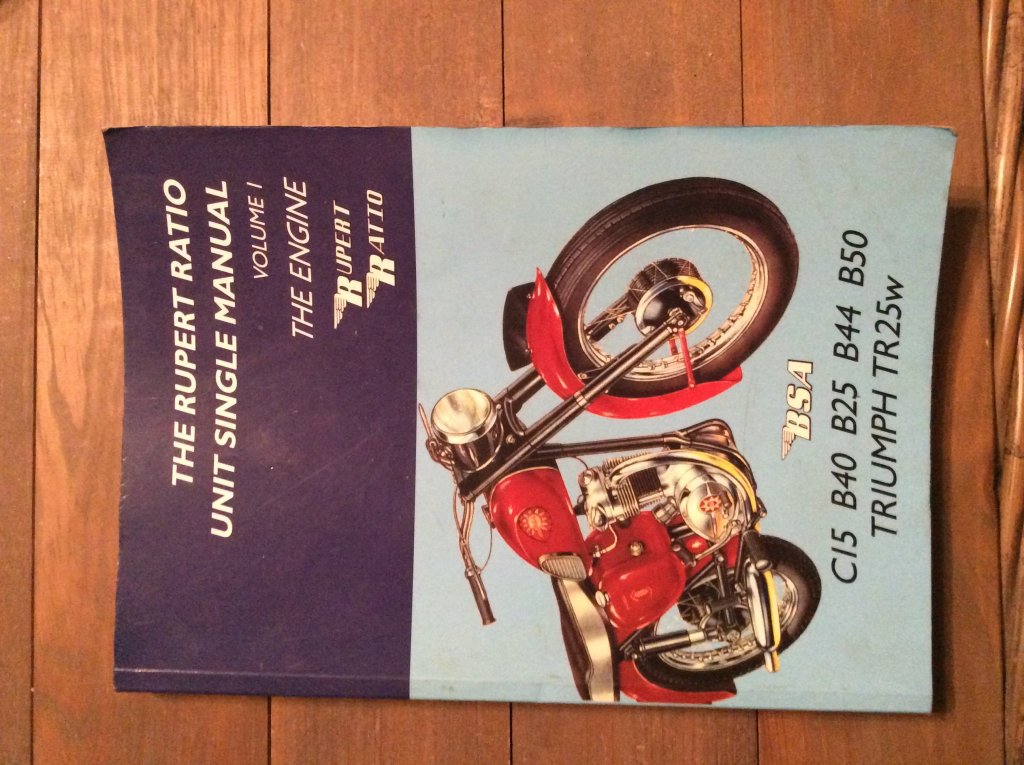 THE RUPERT RATIO
UNIT SINGLE MANUAL
VOLUME I
THE ENGINE
RUPERT
RATIO
BSA
C15 B40 B25 B44 B50
TRIUMPH TR25w